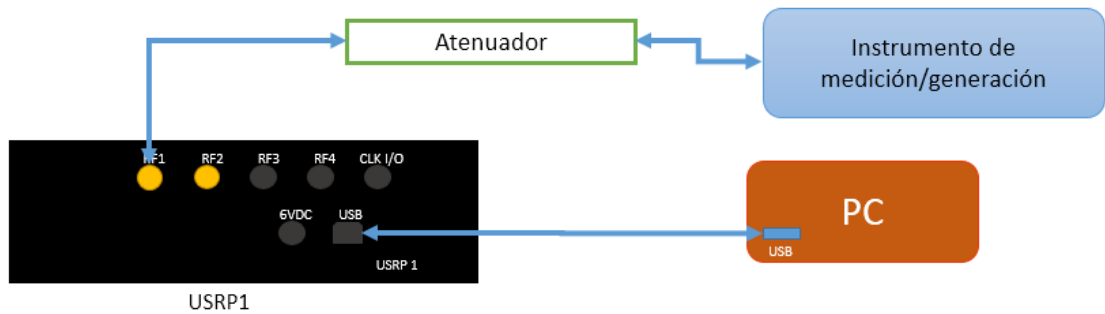 Atenuador
Instrumento de
medición/generación
RF1
RF2
RF3
RF4
CLK I/O
6VDC
USB
USRP 1
PC
USB
USRP1